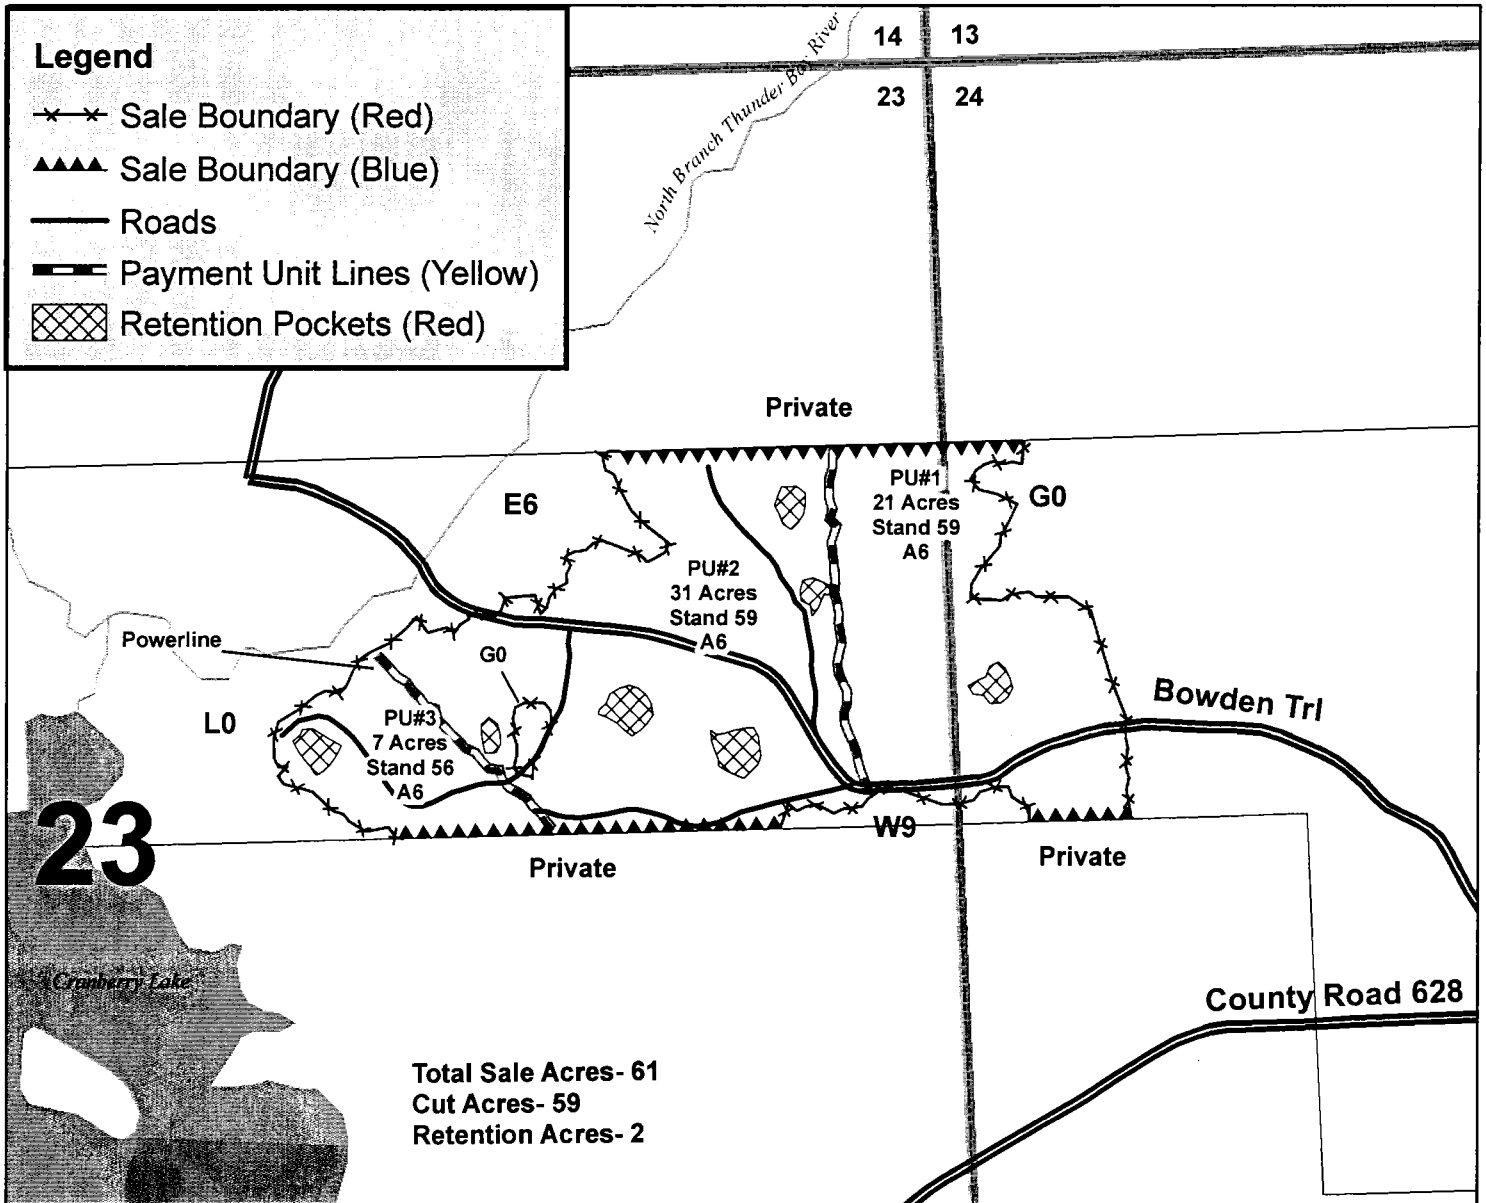 Legend
Sale Boundary (Red)
Sale Boundary (Blue)
Roads
Payment Unit Lines (Yellow)
Retention Pockets (Red)
14
13
23
24
North Branch Thunder Bay River
Private
E6
PU#1
21 Acres
Stand 59
A6
G0
PU#2
31 Acres
Stand 59
A6
Powerline
G0
L0
PU#3
7 Acres
Stand 56
A6
Bowden Trl
23
W9
Private
Private
Cranberry Lake
County Road 628
Total Sale Acres- 61
Cut Acres- 59
Retention Acres- 2